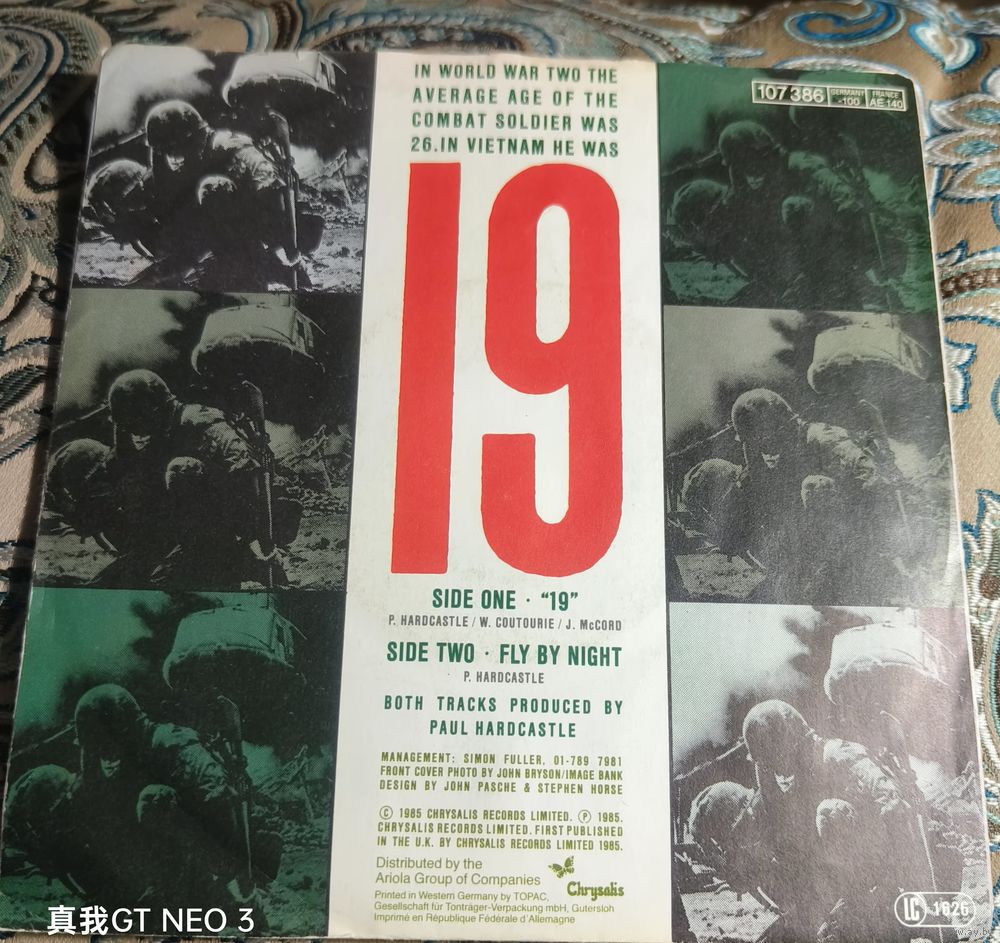 IN WORLD WAR TWO THE
AVERAGE AGE OF THE
COMBAT SOLDIER WAS
26.IN VIETNAM HE WAS
19
107 386
GERMANY
-100
FRANCE
AE 140
SIDE ONE · "19"
P. HARDCASTLE / W. COUTOURIE / J. McCORD
SIDE TWO · FLY BY NIGHT
P. HARDCASTLE
BOTH TRACKS PRODUCED BY
PAUL HARDCASTLE
MANAGEMENT: SIMON FULLER, 01-789 7981
FRONT COVER PHOTO BY JOHN BRYSON/IMAGE BANK
DESIGN BY JOHN PASCHE & STEPHEN HORSE
Ⓒ 1985 CHRYSALIS RECORDS LIMITED. Ⓟ 1985.
CHRYSALIS RECORDS LIMITED. FIRST PUBLISHED
IN THE U.K. BY CHRYSALIS RECORDS LIMITED 1985.
Distributed by the
Ariola Group of Companies
Chrysalis
Printed in Western Germany by TOPAC,
Gesellschaft für Tonträger-Verpackung mbH, Gütersloh
Imprimé en République Fédérale d'Allemagne
LC 1626
真我GT NEO 3